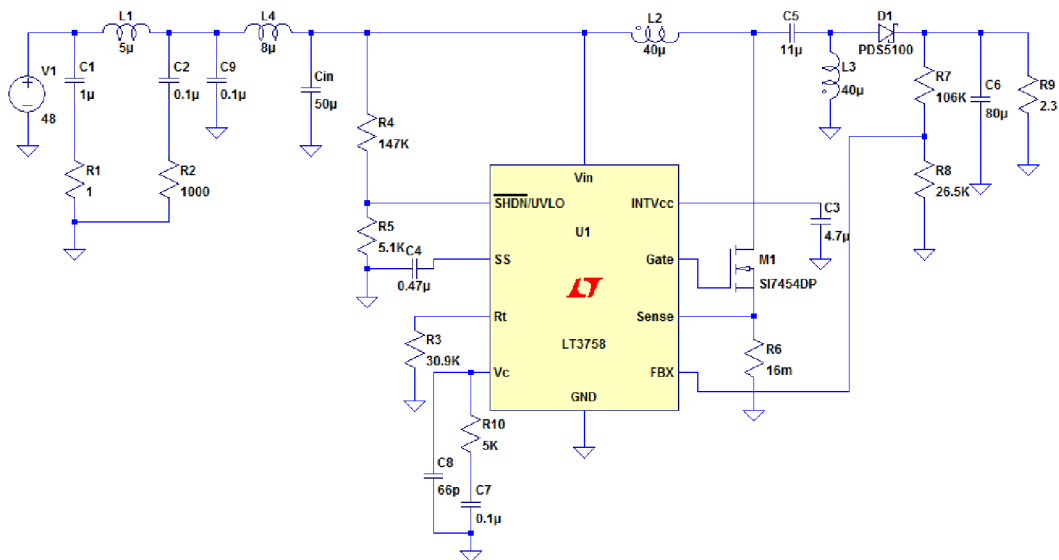 L1
5µ
L4
8µ
L2
40µ
C5
11µ
D1
PDS5100
V1
48
C1
1µ
C2
0.1µ
C9
0.1µ
Cin
50µ
L3
40µ
R7
106K
C6
80µ
R9
2.3
R4
147K
R1
1
R2
1000
R8
26.5K
Vin
SHDN/UVLO
INTVcc
U1
R5
5.1K
C4
0.47µ
SS
Gate
C3
4.7µ
M1
SI7454DP
Rt
Sense
LT3758
R3
30.9K
R6
16m
Vc
FBX
GND
R10
5K
C8
66p
C7
0.1µ